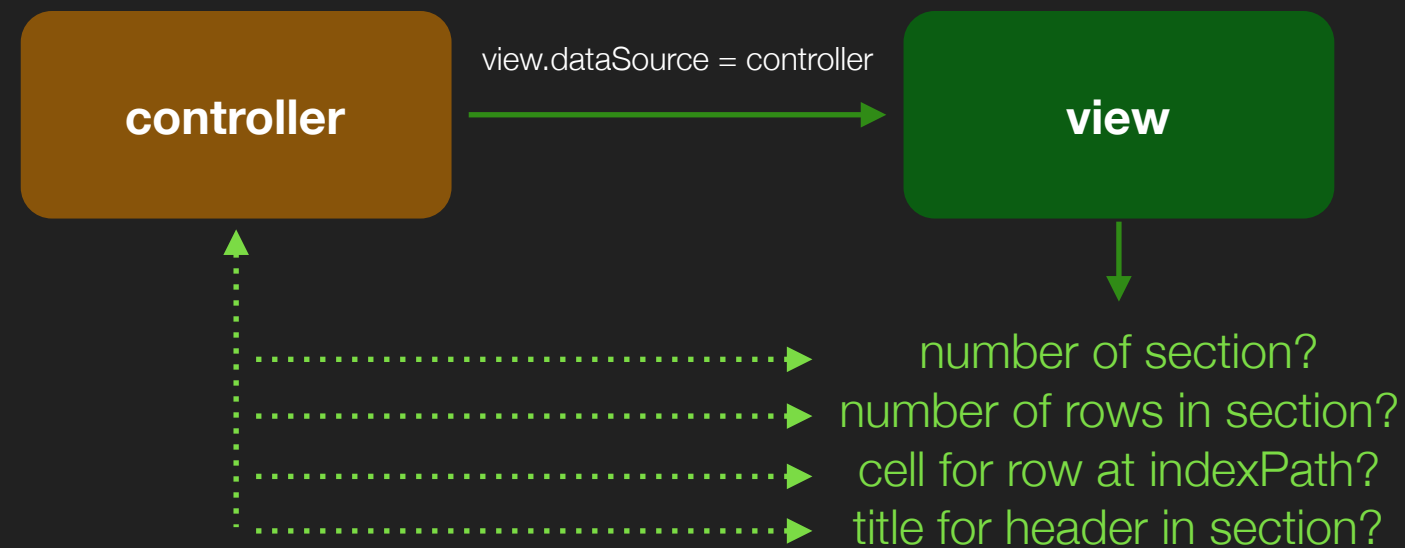 controller
view.dataSource = controller
view
number of section?
number of rows in section?
cell for row at indexPath?
title for header in section?